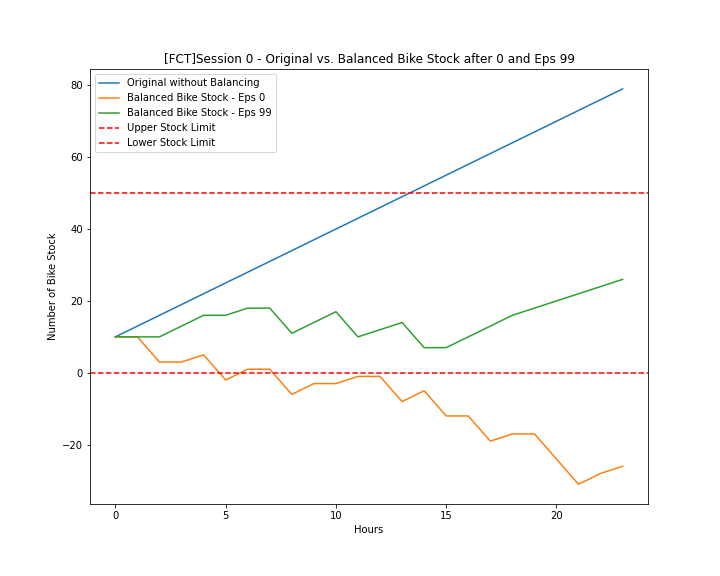 [FCT]Session 0 - Original vs. Balanced Bike Stock after 0 and Eps 99
Original without Balancing
Balanced Bike Stock - Eps 0
Balanced Bike Stock - Eps 99
Upper Stock Limit
Lower Stock Limit
Number of Bike Stock
80
60
40
20
0
−20
0
5
10
15
20
Hours